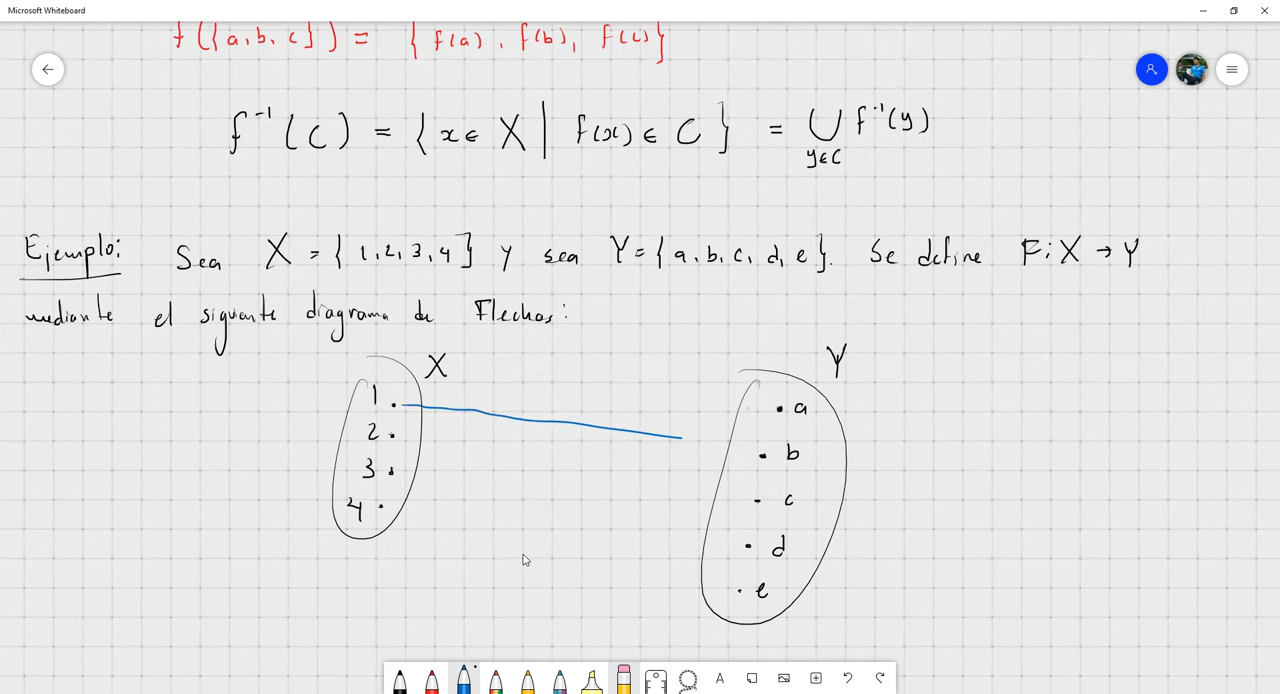 Microsoft Whiteboard
f({a,b,c}) = {f(a), f(b), f(c)}
f⁻¹(C) = {x∈X | f(x)∈C} = ⋃ f⁻¹(y)
y∈C
Ejemplo: Sea X = {1,2,3,4} y sea Y={a,b,c,d,e}. Se define F:X→Y
mediante el siguiente diagrama de Flechas:
X
Y
1
2
3
4
a
b
c
d
e
A